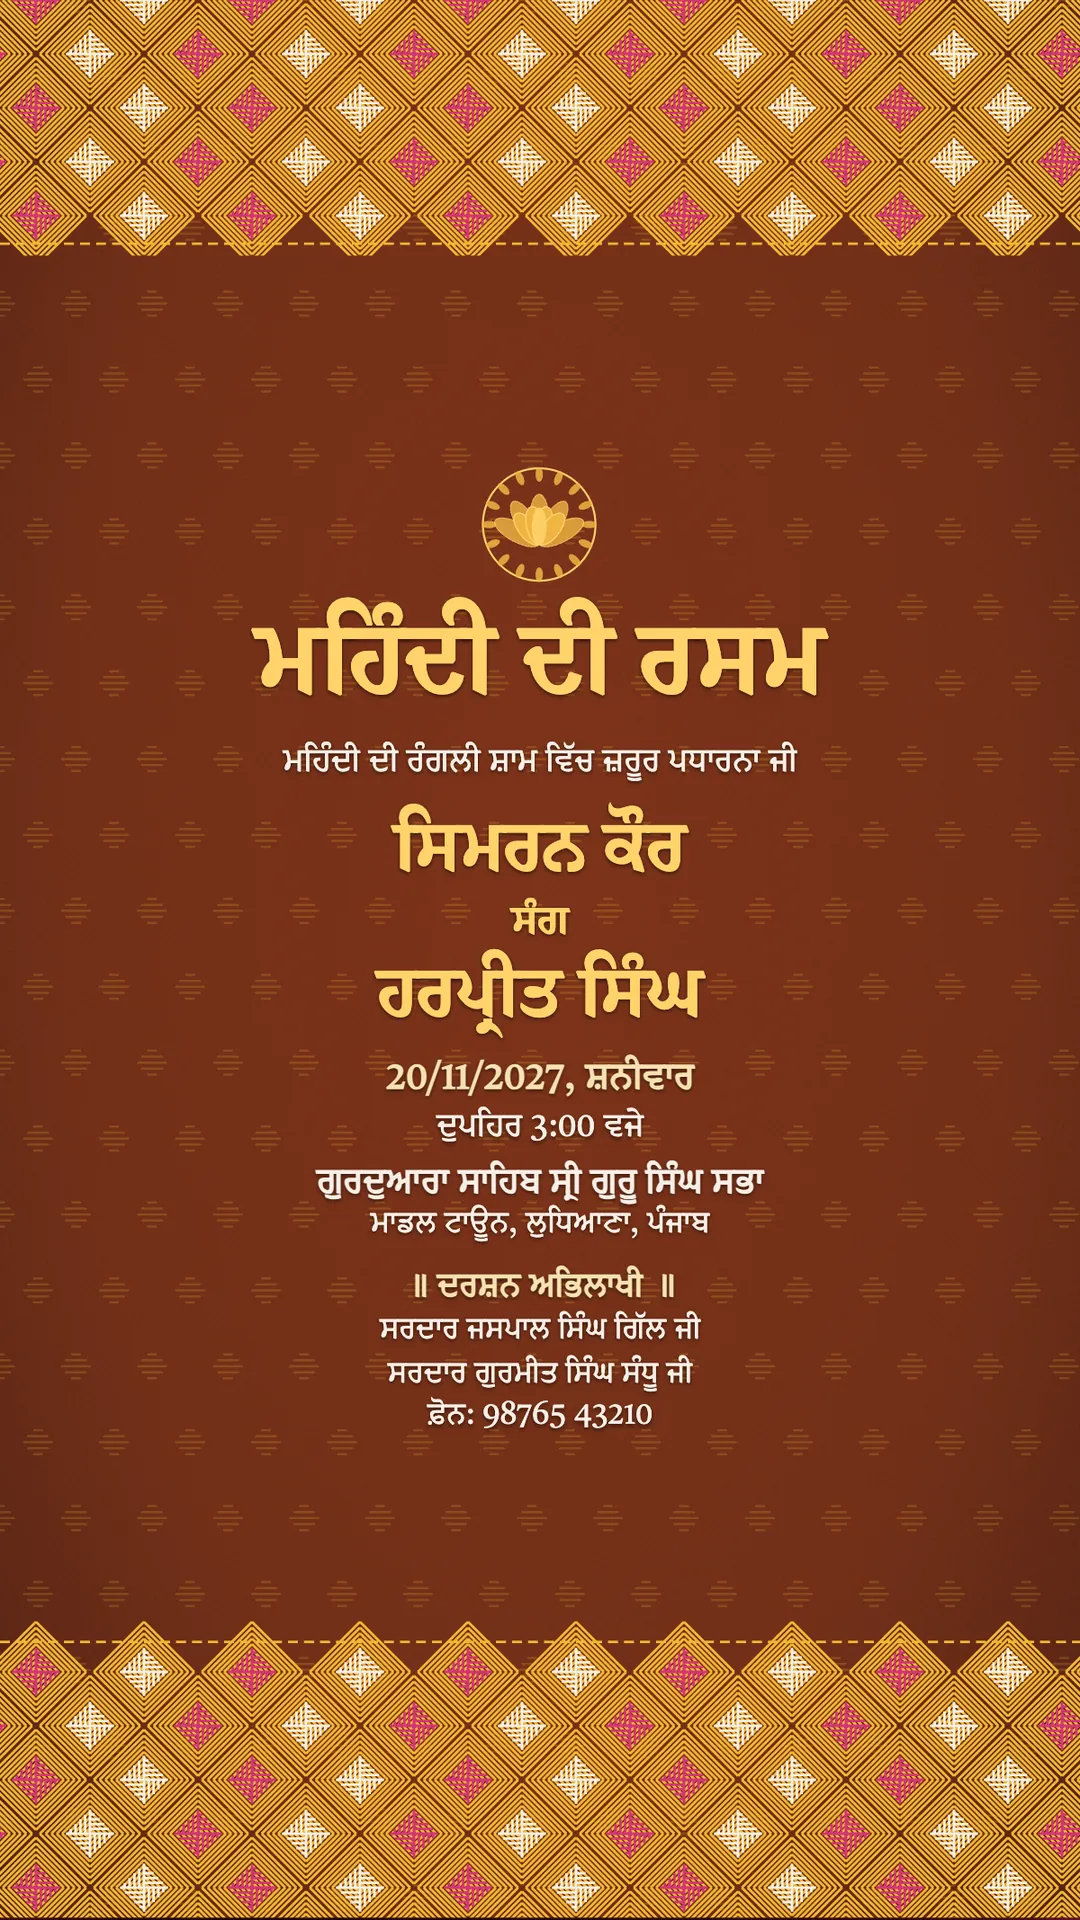 ਮਹਿੰਦੀ ਦੀ ਰਸਮ
ਮਹਿੰਦੀ ਦੀ ਰੰਗਲੀ ਸ਼ਾਮ ਵਿੱਚ ਜ਼ਰੂਰ ਪਧਾਰਨਾ ਜੀ
ਸਿਮਰਨ ਕੌਰ
ਸੰਗ
ਹਰਪ੍ਰੀਤ ਸਿੰਘ
20/11/2027, ਸ਼ਨੀਵਾਰ
ਦੁਪਹਿਰ 3:00 ਵਜੇ
ਗੁਰਦੁਆਰਾ ਸਾਹਿਬ ਸ੍ਰੀ ਗੁਰੂ ਸਿੰਘ ਸਭਾ
ਮਾਡਲ ਟਾਊਨ, ਲੁਧਿਆਣਾ, ਪੰਜਾਬ
॥ ਦਰਸ਼ਨ ਅਭਿਲਾਖੀ ॥
ਸਰਦਾਰ ਜਸਪਾਲ ਸਿੰਘ ਗਿੱਲ ਜੀ
ਸਰਦਾਰ ਗੁਰਮੀਤ ਸਿੰਘ ਸੰਧੂ ਜੀ
ਫ਼ੋਨ: 98765 43210